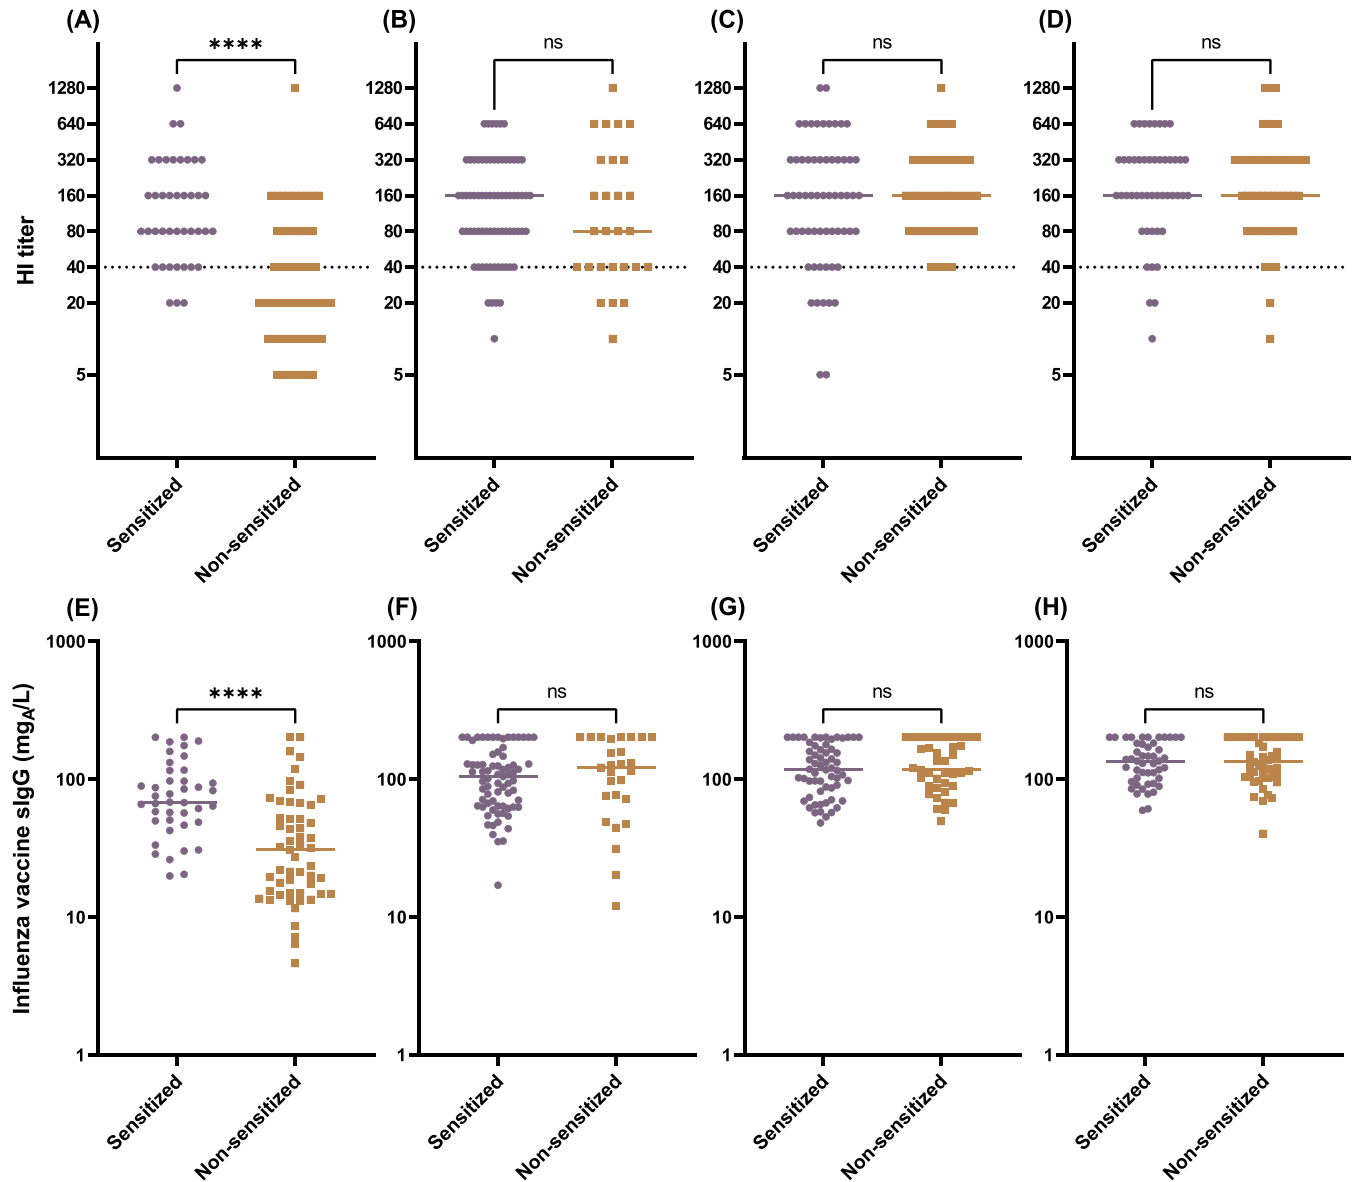 (A)
(B)
(C)
(D)
****
ns
ns
ns
HI titer
1280
640
320
160
80
40
20
5
1280
640
320
160
80
40
20
5
1280
640
320
160
80
40
20
5
1280
640
320
160
80
40
20
5
Sensitized
Non-sensitized
Sensitized
Non-sensitized
Sensitized
Non-sensitized
Sensitized
Non-sensitized
(E)
(F)
(G)
(H)
****
ns
ns
ns
Influenza vaccine sIgG (mgA/L)
1000
100
10
1
1000
100
10
1
1000
100
10
1
1000
100
10
1
Sensitized
Non-sensitized
Sensitized
Non-sensitized
Sensitized
Non-sensitized
Sensitized
Non-sensitized